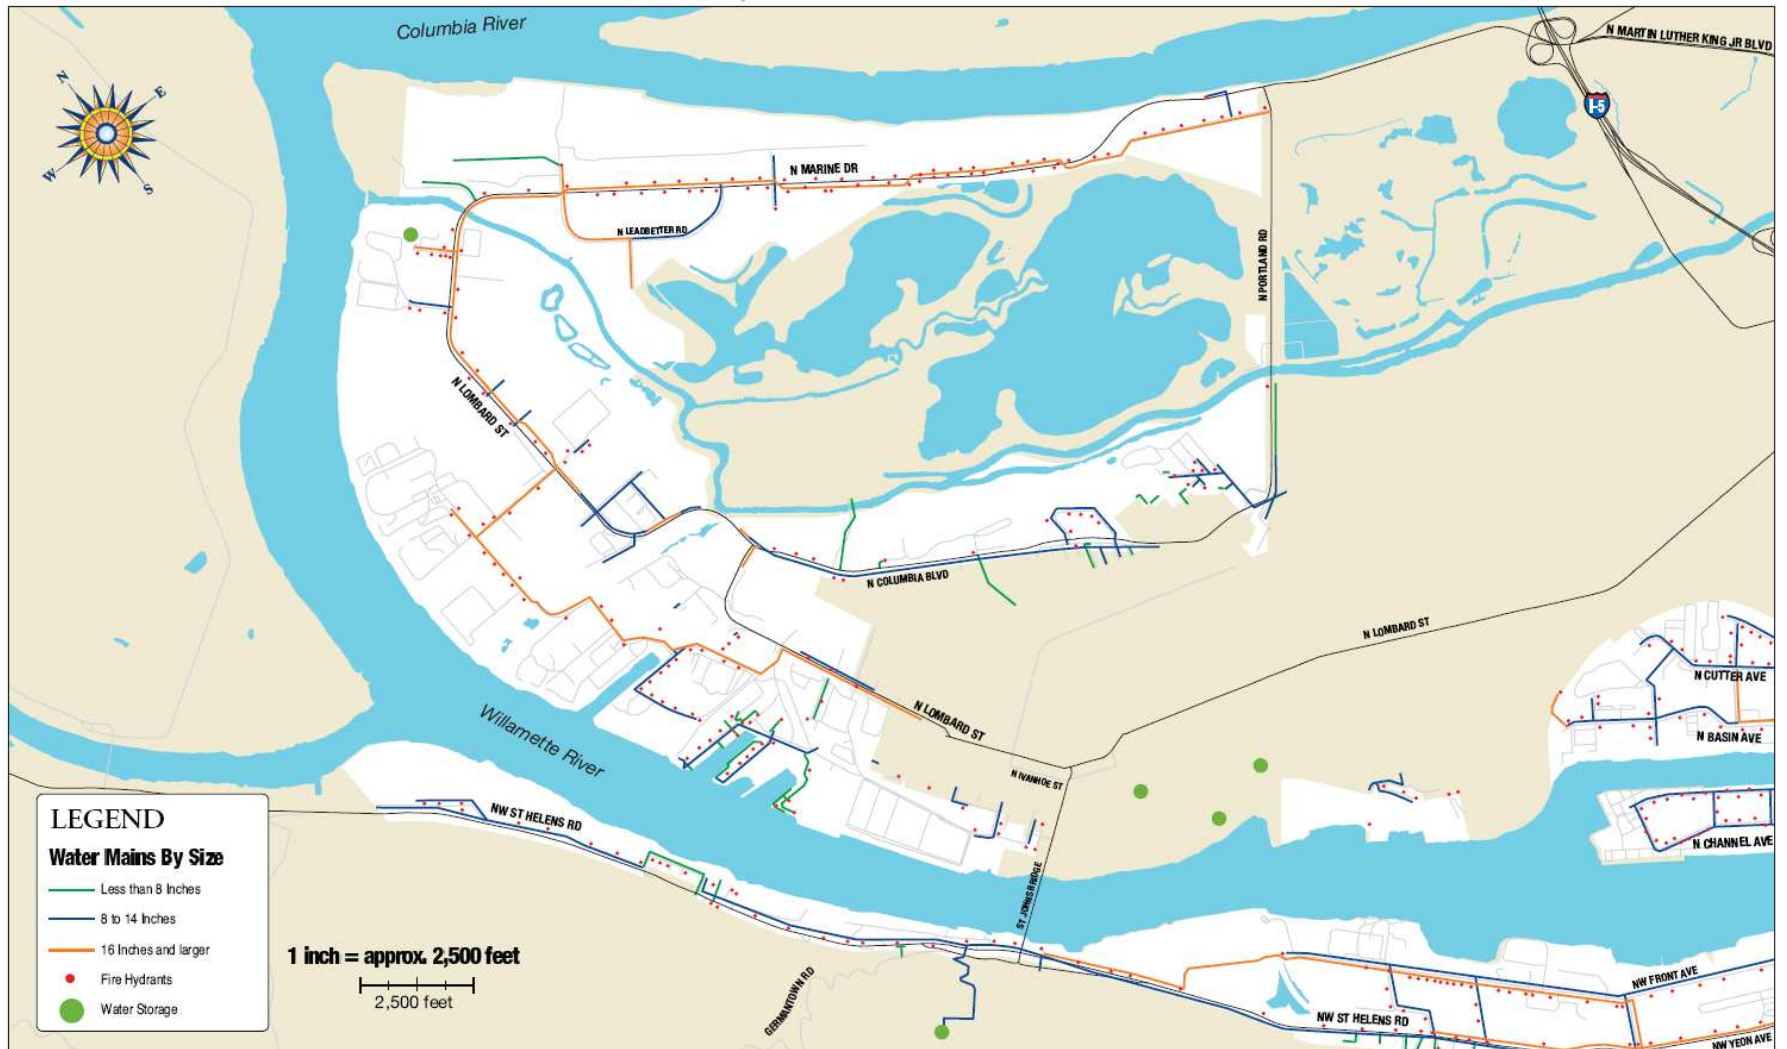 Columbia River
N MARTIN LUTHER KING JR BLVD
I-5
N
E
W
S
N MARINE DR
N LEADBETTER RD
N PORTLAND RD
N LOMBARD ST
N COLUMBIA BLVD
N LOMBARD ST
N CUTTER AVE
N LOMBARD ST
N BASIN AVE
Willamette River
N IVANHOE ST
NW ST HELENS RD
N CHANNEL AVE
ST JOHNS BRIDGE
LEGEND
Water Mains By Size
Less than 8 Inches
8 to 14 Inches
16 Inches and larger
Fire Hydrants
Water Storage
1 inch = approx. 2,500 feet
2,500 feet
GERMANTOWN RD
NW FRONT AVE
NW ST HELENS RD
NW YEON AVE